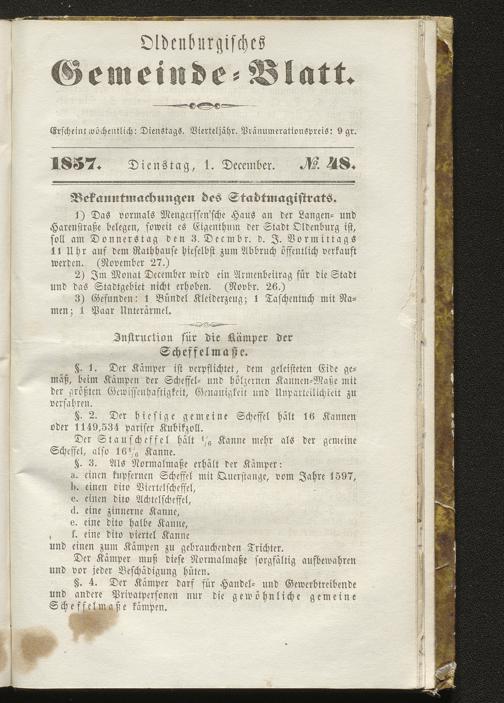 Oldenburgisches
Gemeinde-Blatt.
Erscheint wöchentlich: Dienstags. Vierteljähr. Pränumerationspreis: 9 gr.
1857. Dienstag, 1. December. №. 48.
Bekanntmachungen des Stadtmagistrats.
1) Das vormals Mengerssen'sche Haus an der Langen- und
Harenstraße belegen, soweit es Eigenthum der Stadt Oldenburg ist,
soll am Donnerstag den 3. Decmbr. d. J. Vormittags
11 Uhr auf dem Rathhause hieselbst zum Abbruch öffentlich verkauft
werden. (November 27.)
2) Im Monat December wird ein Armenbeitrag für die Stadt
und das Stadtgebiet nicht erhoben. (Novbr. 26.)
3) Gefunden: 1 Bündel Kleiderzeug; 1 Taschentuch mit Na-
men; 1 Paar Unterärmel.
Instruction für die Kämper der
Scheffelmaße.
§. 1. Der Kämper ist verpflichtet, dem geleisteten Eide ge-
mäß, beim Kämpen der Scheffel- und hölzernen Kannen-Maße mit
der größten Gewissenhaftigkeit, Genauigkeit und Unparteilichkeit zu
verfahren.
§. 2. Der hiesige gemeine Scheffel hält 16 Kannen
oder 1149,534 pariser Kubikzoll.
Der Staufscheffel hält 1/6 Kanne mehr als der gemeine
Scheffel, also 16 1/6 Kanne.
§. 3. Als Normalmaße erhält der Kämper:
a. einen kupfernen Scheffel mit Querstange, vom Jahre 1597,
b. einen dito Viertelscheffel,
c. einen dito Achtelscheffel,
d. eine zinnerne Kanne,
e. eine dito halbe Kanne,
f. eine dito viertel Kanne
und einen zum Kämpen zu gebrauchenden Trichter.
Der Kämper muß diese Normalmaße sorgfältig aufbewahren
und vor jeder Beschädigung hüten.
§. 4. Der Kämper darf für Handel- und Gewerbtreibende
und andere Privatpersonen nur die gewöhnliche gemeine
Scheffelmaße kämpen.